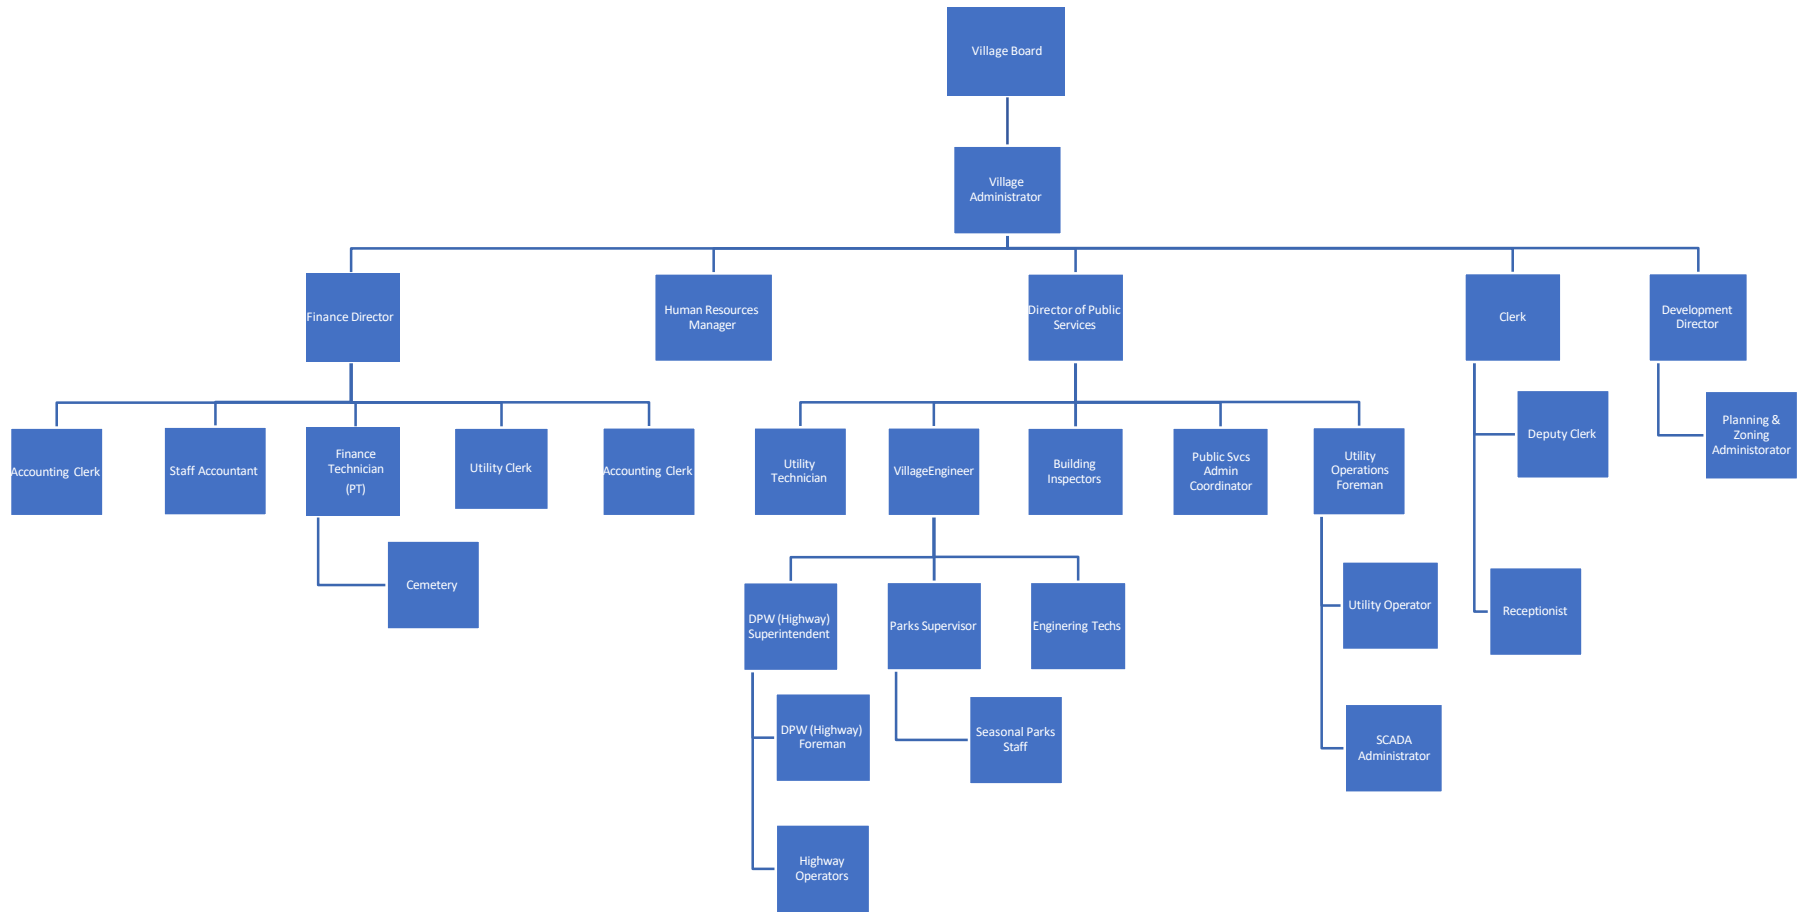 Village Board
Village
Administrator
Finance Director
Human Resources
Manager
Director of Public
Services
Clerk
Development
Director
Accounting Clerk
Staff Accountant
Finance
Technician
(PT)
Utility Clerk
Accounting Clerk
Utility
Technician
VillageEngineer
Building
Inspectors
Public Svcs
Admin
Coordinator
Utility
Operations
Foreman
Deputy Clerk
Planning &
Zoning
Administorator
Cemetery
DPW (Highway)
Superintendent
Parks Supervisor
Enginering Techs
Utility Operator
Receptionist
DPW (Highway)
Foreman
Seasonal Parks
Staff
SCADA
Administrator
Highway
Operators